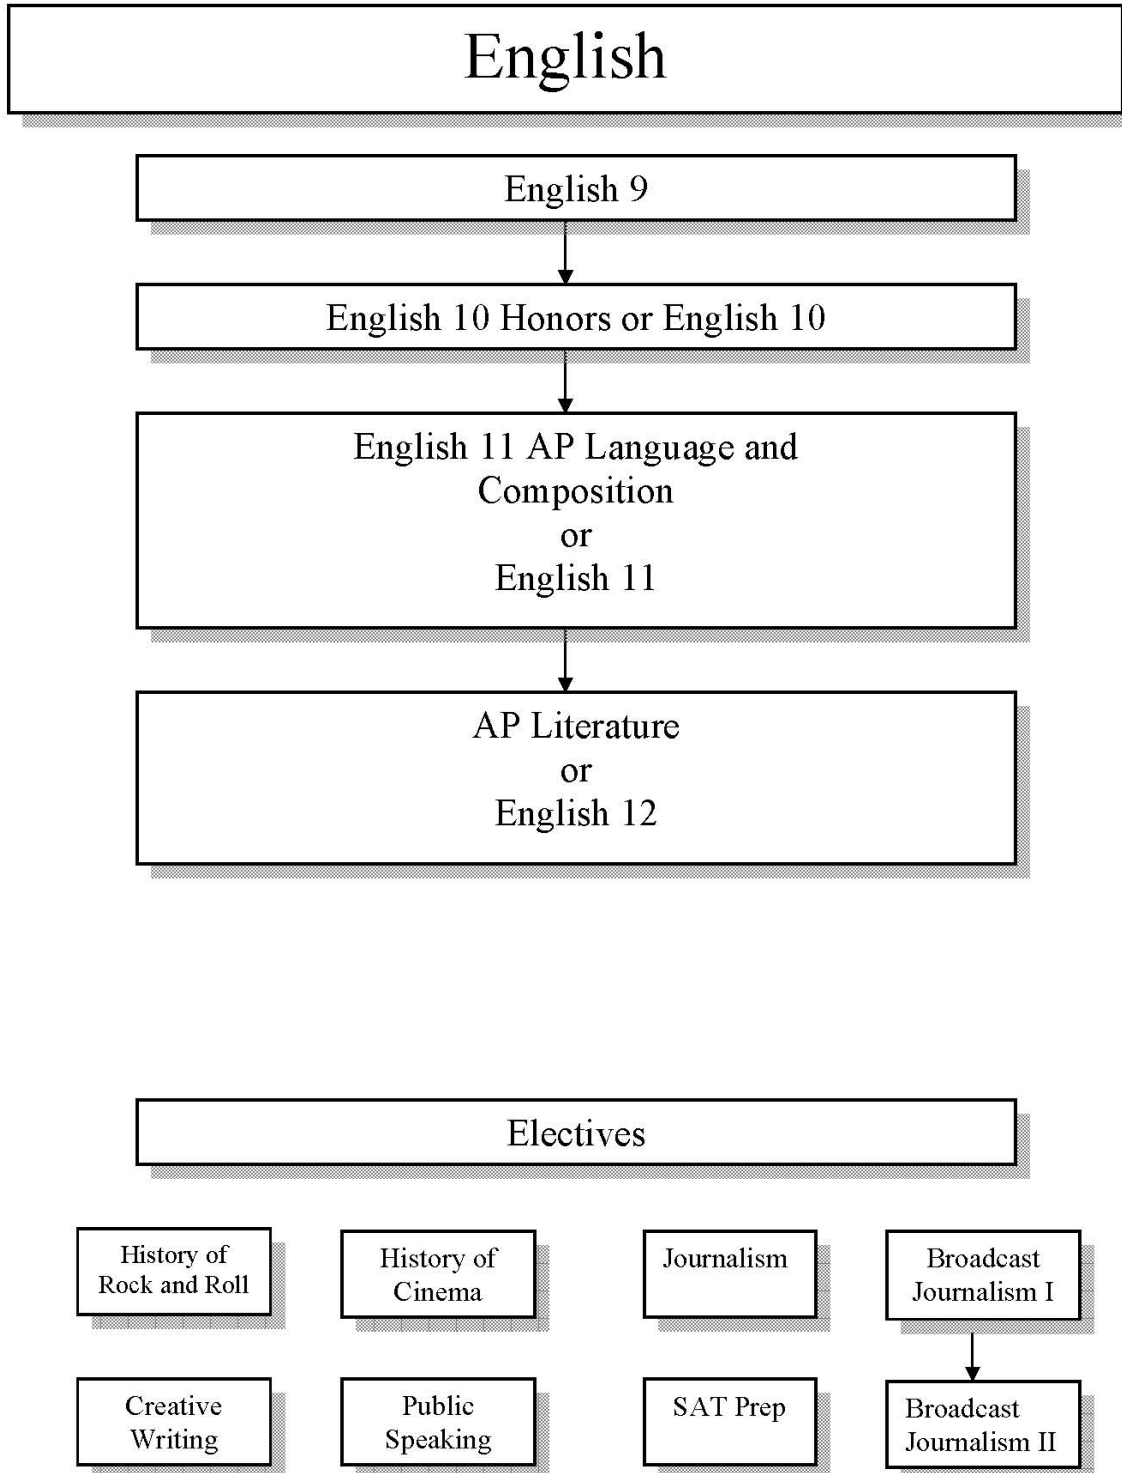 English
English 9
English 10 Honors or English 10
English 11 AP Language and
Composition
or
English 11
AP Literature
or
English 12
Electives
History of
Rock and Roll
History of
Cinema
Journalism
Broadcast
Journalism I
Creative
Writing
Public
Speaking
SAT Prep
Broadcast
Journalism II